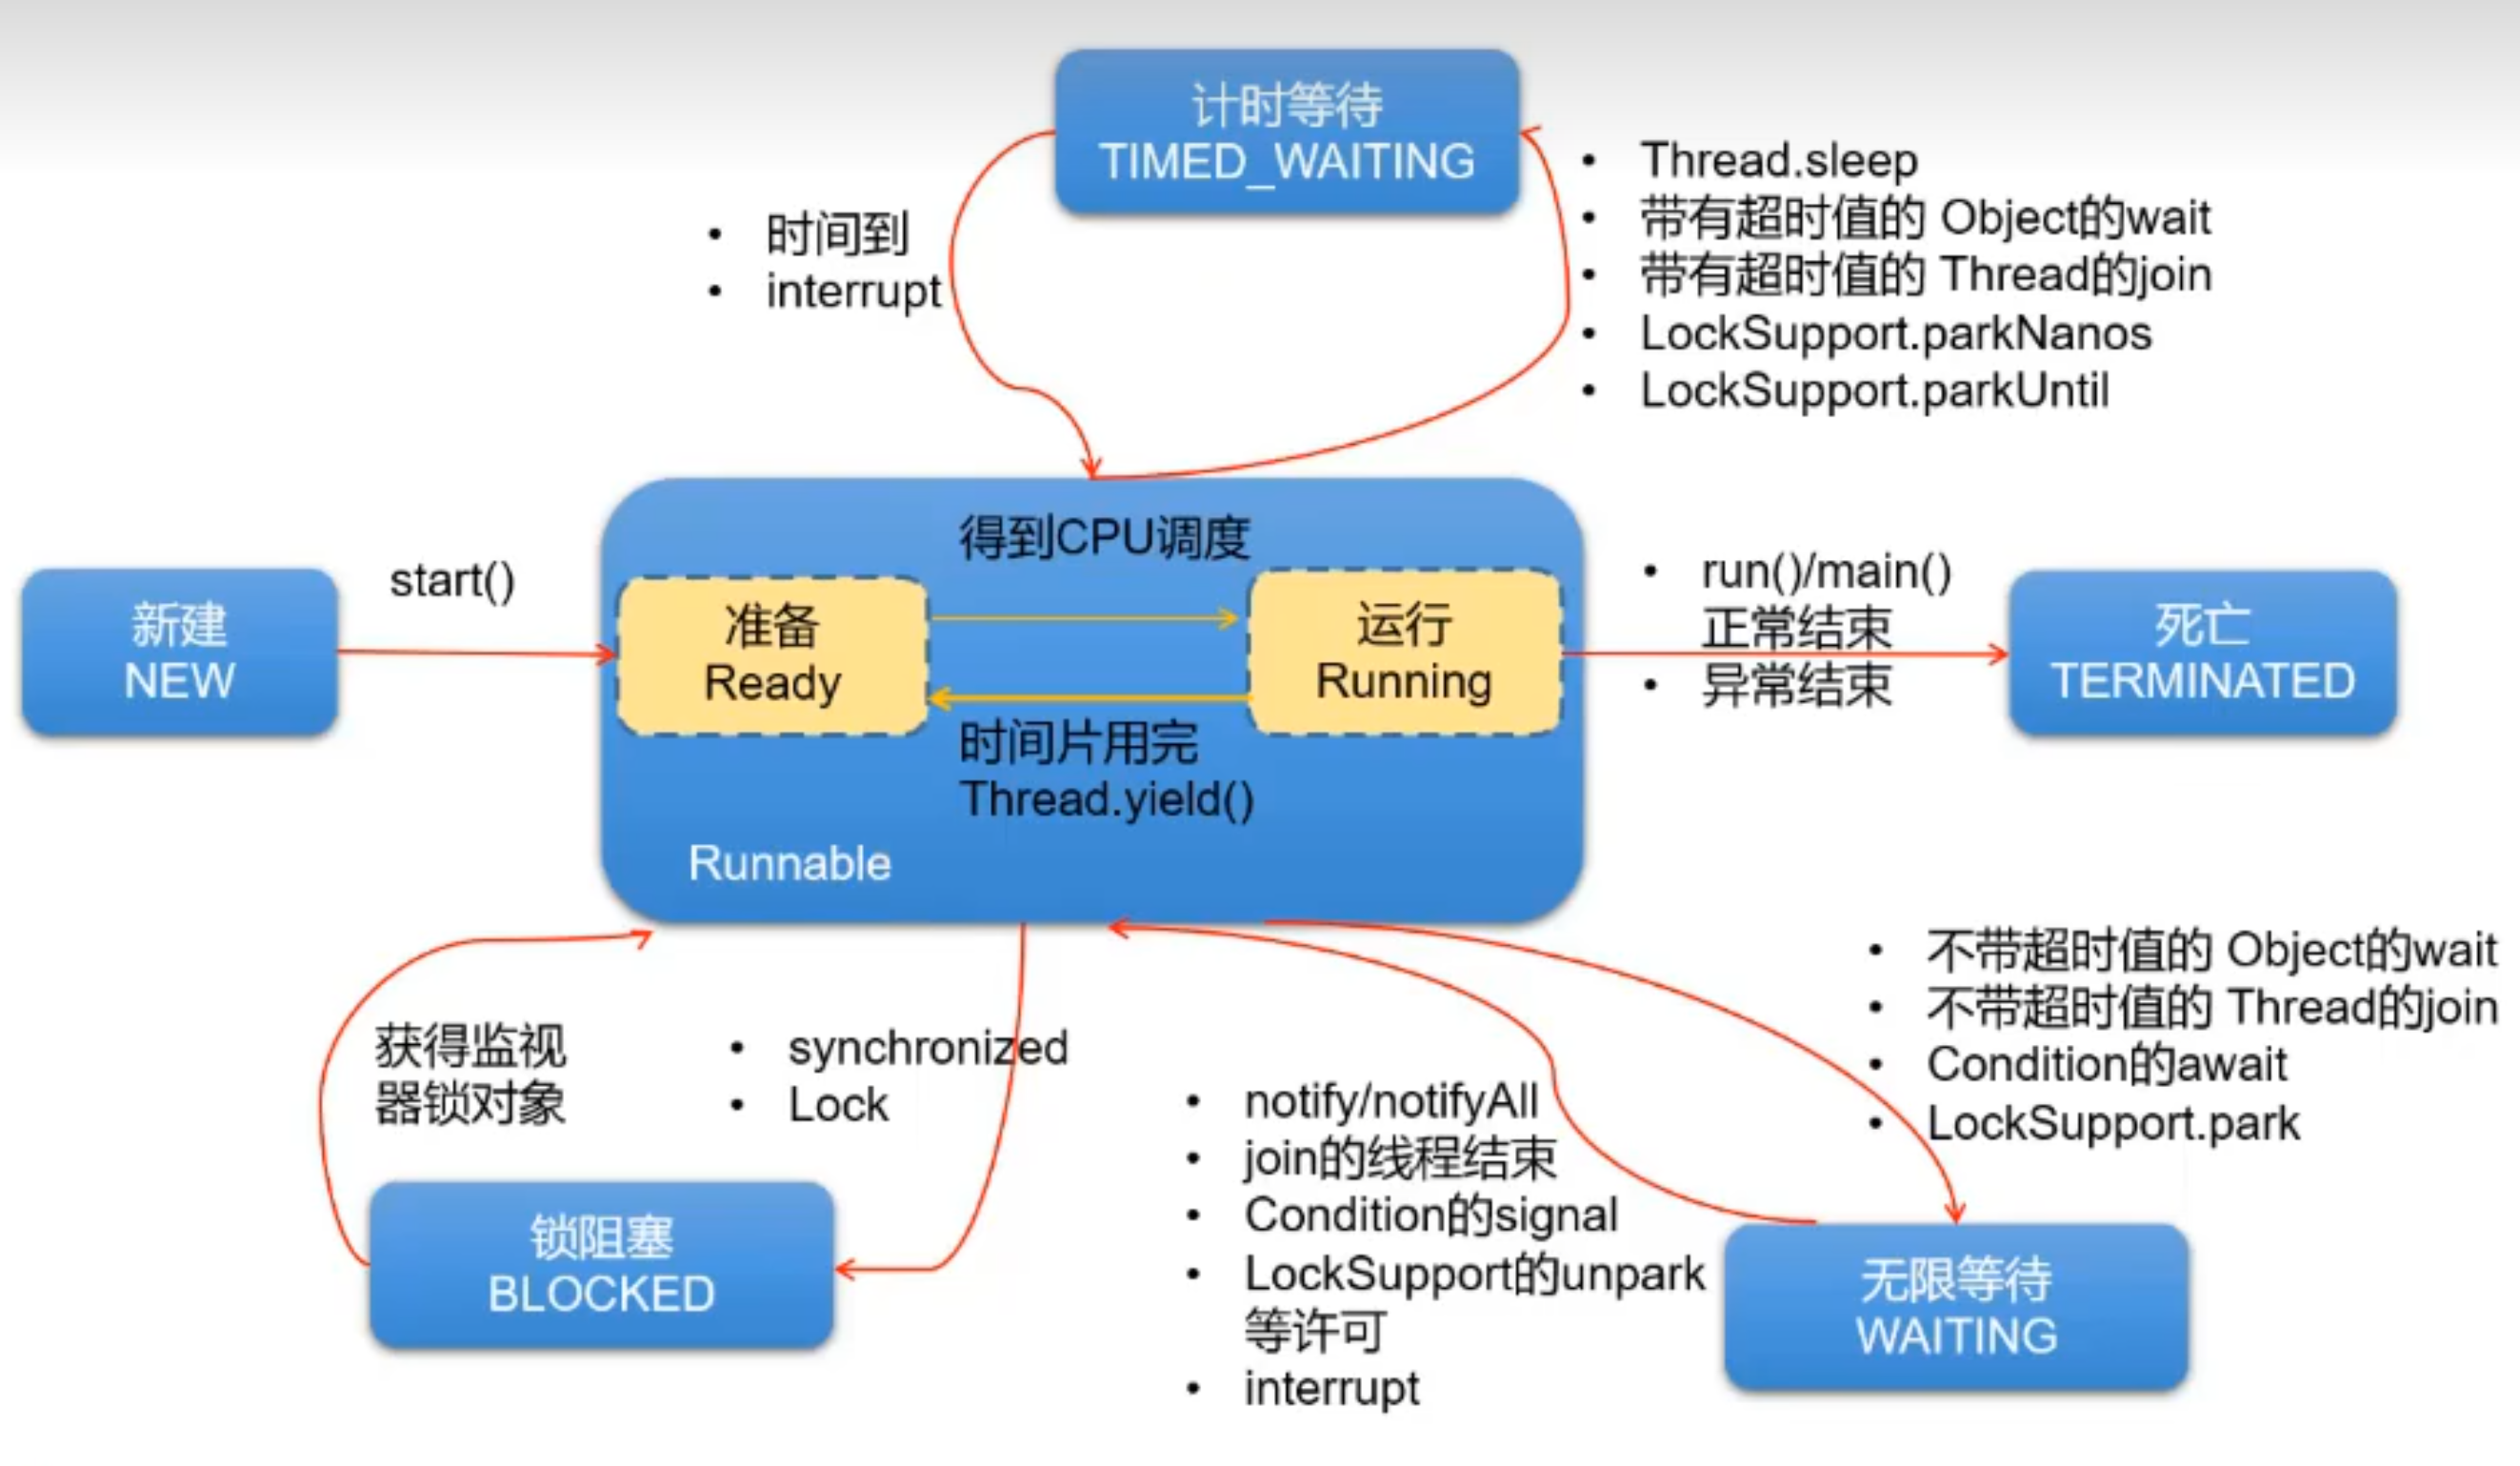 计时等待
TIMED_WAITING
• 时间到
• interrupt
• Thread.sleep
• 带有超时值的 Object的wait
• 带有超时值的 Thread的join
• LockSupport.parkNanos
• LockSupport.parkUntil
新建
NEW
start()
得到CPU调度
准备
Ready
运行
Running
时间片用完
Thread.yield()
Runnable
• run()/main()
正常结束
• 异常结束
死亡
TERMINATED
获得监视
器锁对象
• synchronized
• Lock
锁阻塞
BLOCKED
• notify/notifyAll
• join的线程结束
• Condition的signal
• LockSupport的unpark
等许可
• interrupt
• 不带超时值的 Object的wait
• 不带超时值的 Thread的join
• Condition的await
• LockSupport.park
无限等待
WAITING